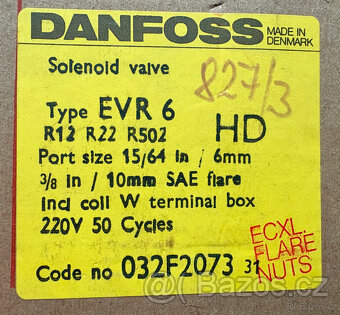 DANFOSS
MADE IN
DENMARK
Solenoid valve
827/3
Type EVR 6
R12 R22 R502
HD
Port size 15/64 in / 6mm
3/8 in / 10mm SAE flare
Incl coil W terminal box
220V 50 Cycles
ECXL.
FLARE
NUTS
Code no 032F2073 31
Bazoš.cz